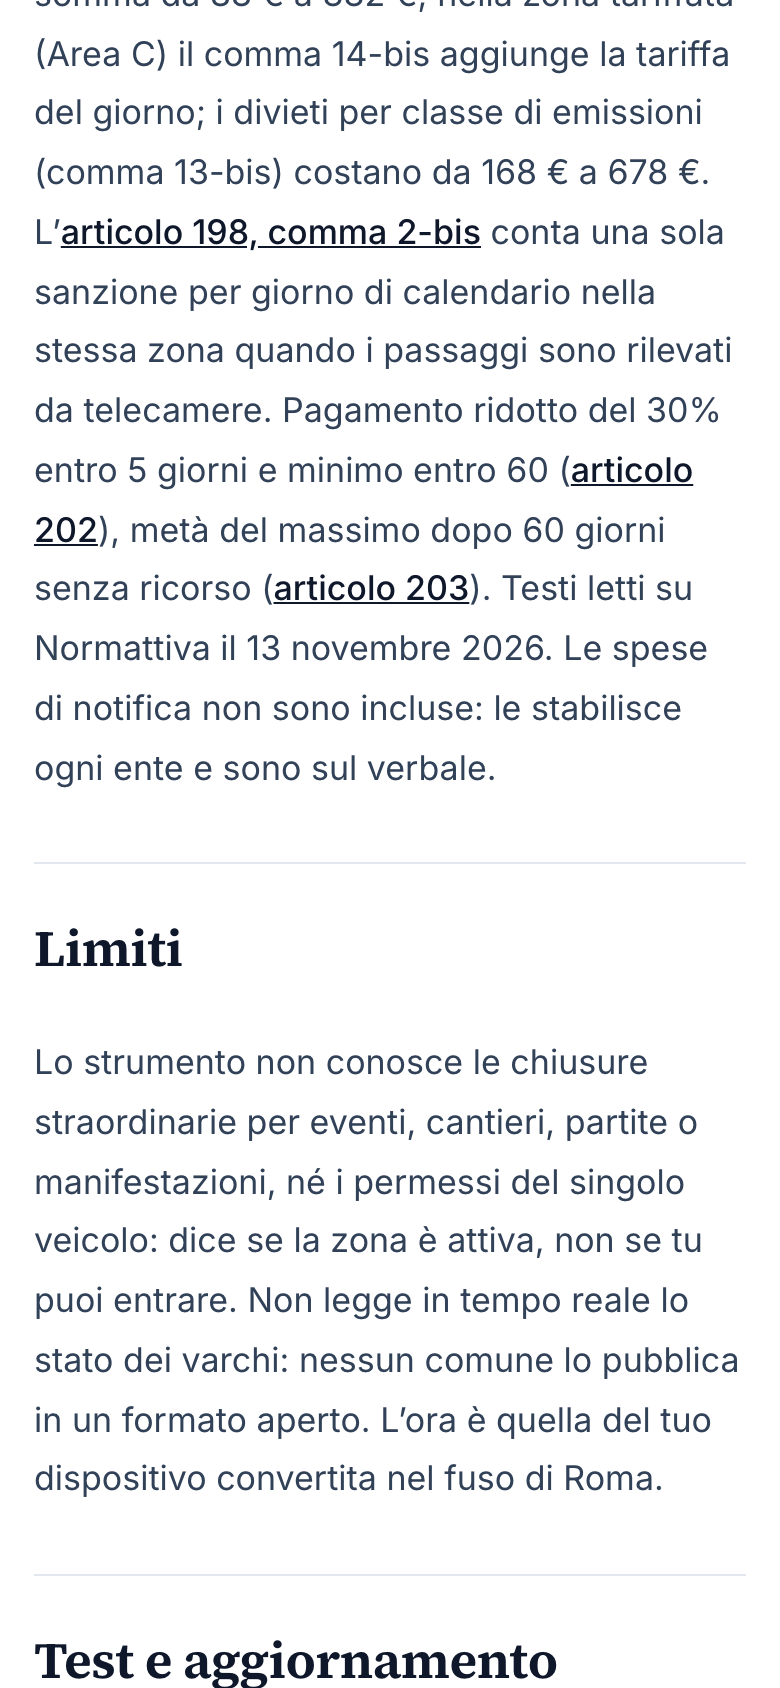 (Area C) il comma 14-bis aggiunge la tariffa
del giorno; i divieti per classe di emissioni
(comma 13-bis) costano da 168 € a 678 €.
L’articolo 198, comma 2-bis conta una sola
sanzione per giorno di calendario nella
stessa zona quando i passaggi sono rilevati
da telecamere. Pagamento ridotto del 30%
entro 5 giorni e minimo entro 60 (articolo
202), metà del massimo dopo 60 giorni
senza ricorso (articolo 203). Testi letti su
Normattiva il 13 novembre 2026. Le spese
di notifica non sono incluse: le stabilisce
ogni ente e sono sul verbale.
Limiti
Lo strumento non conosce le chiusure
straordinarie per eventi, cantieri, partite o
manifestazioni, né i permessi del singolo
veicolo: dice se la zona è attiva, non se tu
puoi entrare. Non legge in tempo reale lo
stato dei varchi: nessun comune lo pubblica
in un formato aperto. L’ora è quella del tuo
dispositivo convertita nel fuso di Roma.
Test e aggiornamento